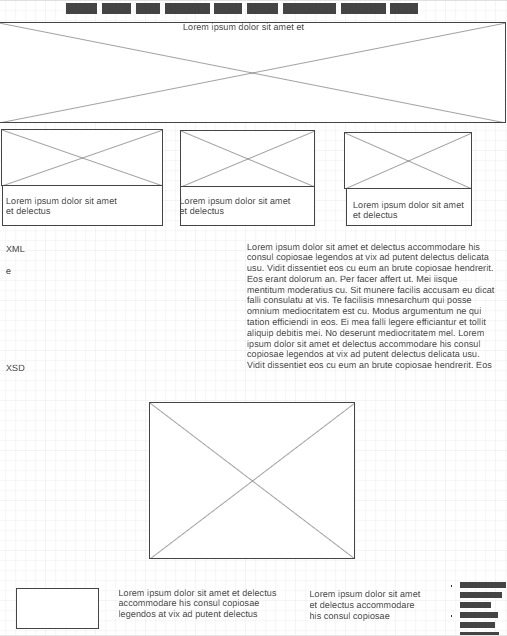 Lorem ipsum dolor sit amet et
Lorem ipsum dolor sit amet
et delectus
Lorem ipsum dolor sit amet
et delectus
Lorem ipsum dolor sit amet
et delectus
XML
e
XSD
Lorem ipsum dolor sit amet et delectus accommodare his
consul copiosae legendos at vix ad putent delectus delicata
usu. Vidit dissentiet eos cu eum an brute copiosae hendrerit.
Eos erant dolorum an. Per facer affert ut. Mei iisque
mentitum moderatius cu. Sit munere facilis accusam eu dicat
falli consulatu at vis. Te facilisis mnesarchum qui posse
omnium mediocritatem est cu. Modus argumentum ne qui
tation efficiendi in eos. Ei mea falli legere efficiantur et tollit
aliquip debitis mei. No deserunt mediocritatem mel. Lorem
ipsum dolor sit amet et delectus accommodare his consul
copiosae legendos at vix ad putent delectus delicata usu.
Vidit dissentiet eos cu eum an brute copiosae hendrerit. Eos
Lorem ipsum dolor sit amet et delectus
accommodare his consul copiosae
legendos at vix ad putent delectus
Lorem ipsum dolor sit amet
et delectus accommodare
his consul copiosae